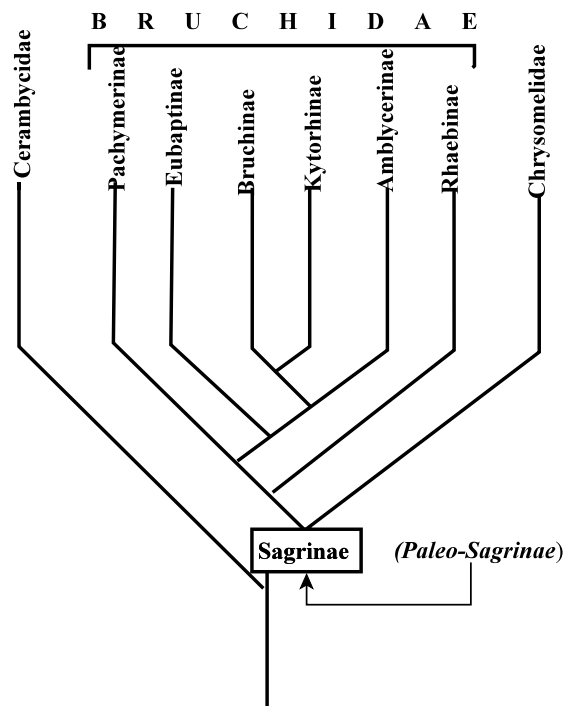 B R U C H I D A E
Cerambycidae
Pachymerinae
Eubaptinae
Bruchinae
Kytorhinae
Amblycerinae
Rhaebinae
Chrysomelidae
Sagrinae
(Paleo-Sagrinae)